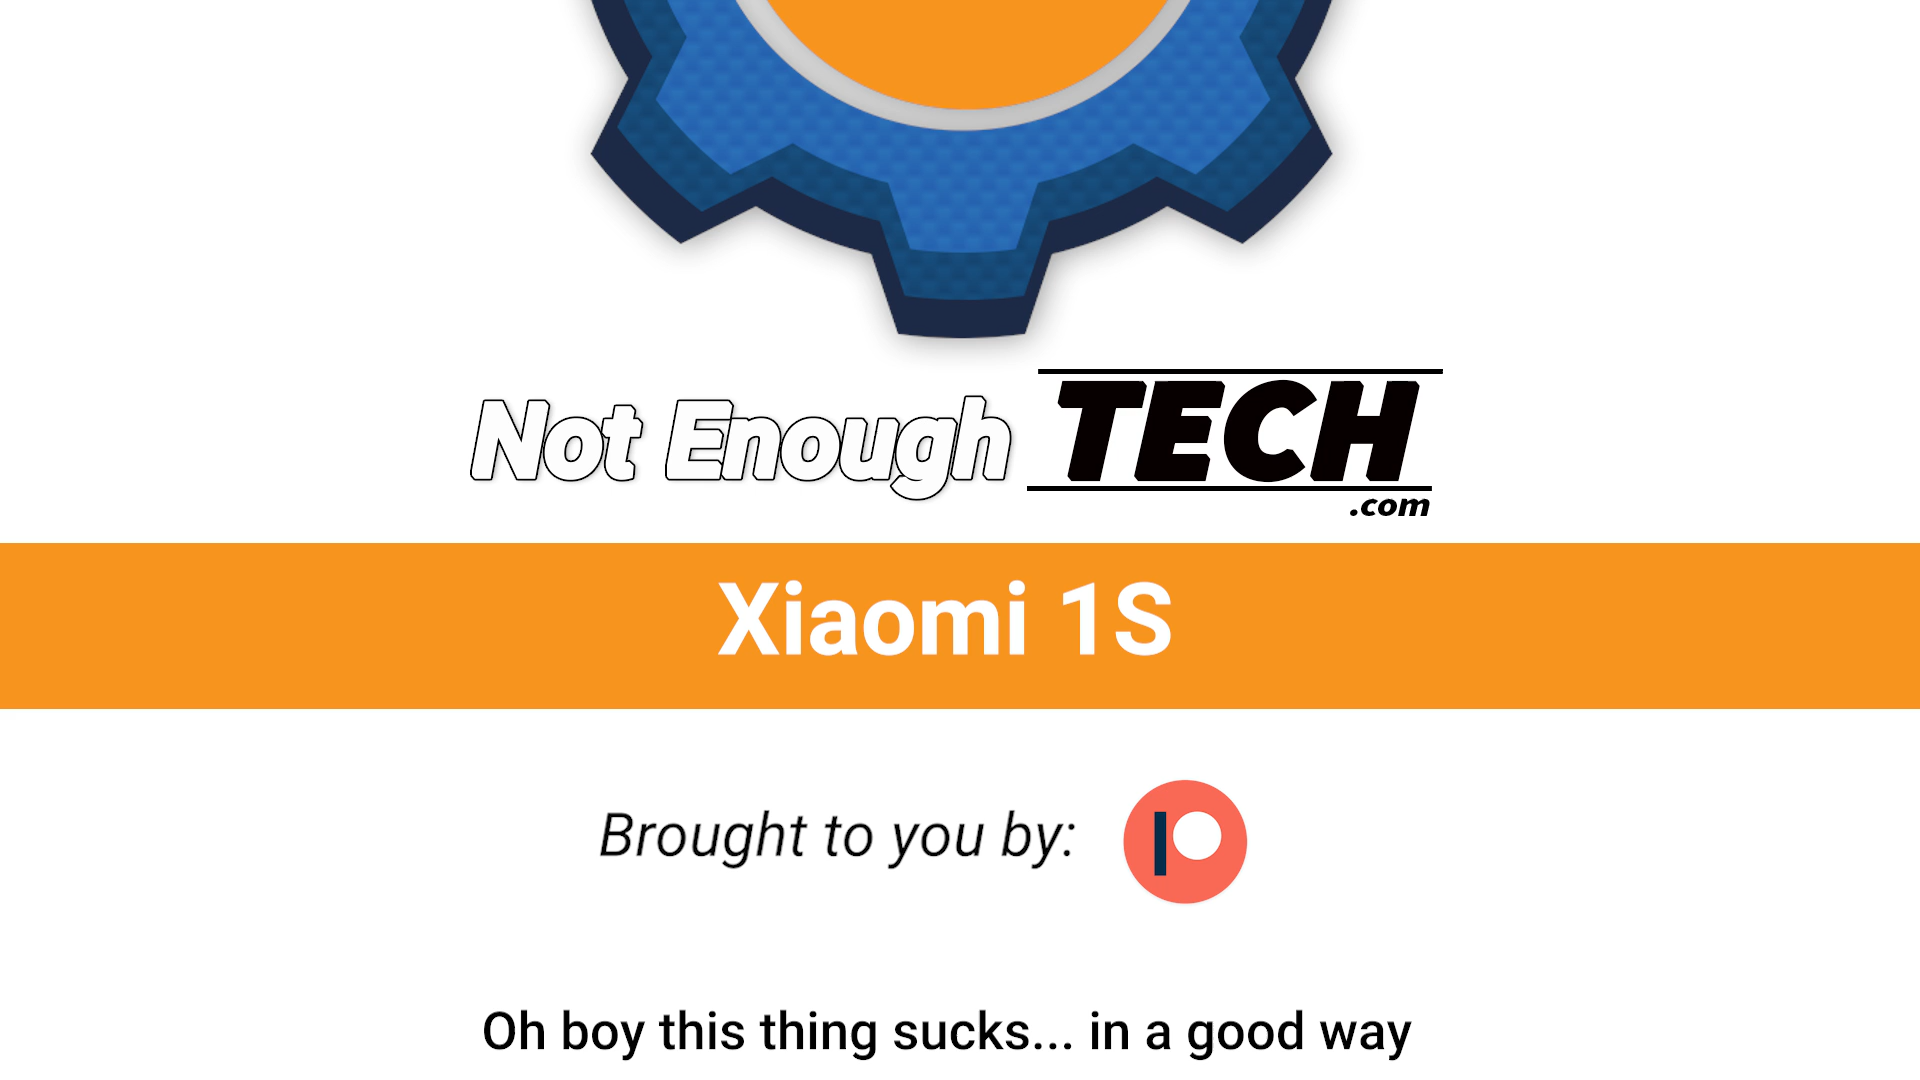 Not Enough TECH
.com
Xiaomi 1S
Brought to you by:
Oh boy this thing sucks... in a good way